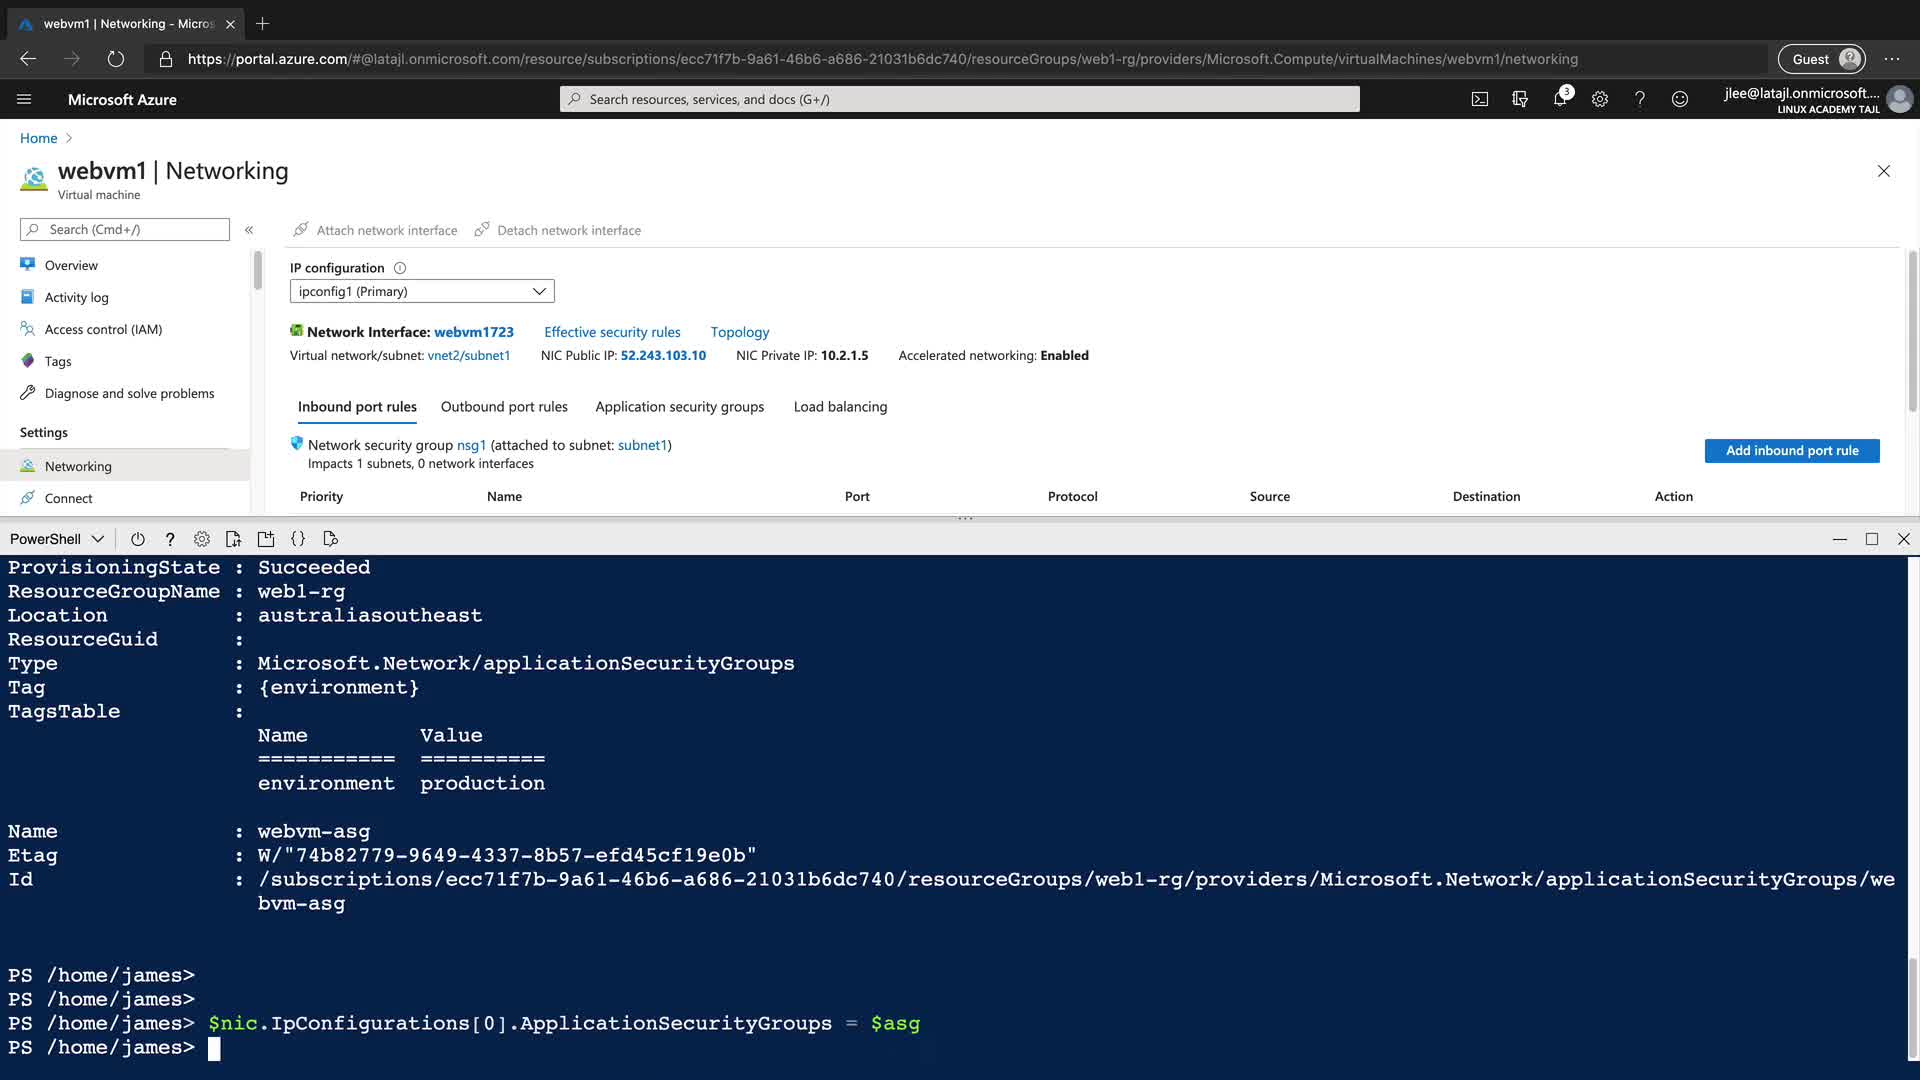 webvm1 | Networking - Micros
https://portal.azure.com/#@latajl.onmicrosoft.com/resource/subscriptions/ecc71f7b-9a61-46b6-a686-21031b6dc740/resourceGroups/web1-rg/providers/Microsoft.Compute/virtualMachines/webvm1/networking
Guest
Microsoft Azure
Search resources, services, and docs (G+/)
3
jlee@latajl.onmicrosoft....
LINUX ACADEMY TAJL
Home
webvm1 | Networking
Virtual machine
Search (Cmd+/)
«
Attach network interface
Detach network interface
Overview
Activity log
Access control (IAM)
Tags
Diagnose and solve problems
Settings
Networking
Connect
IP configuration
ipconfig1 (Primary)
Network Interface: webvm1723 Effective security rules Topology
Virtual network/subnet: vnet2/subnet1 NIC Public IP: 52.243.103.10 NIC Private IP: 10.2.1.5 Accelerated networking: Enabled
Inbound port rules Outbound port rules Application security groups Load balancing
Network security group nsg1 (attached to subnet: subnet1)
Impacts 1 subnets, 0 network interfaces
Add inbound port rule
Priority Name Port Protocol Source Destination Action
PowerShell
ProvisioningState : Succeeded
ResourceGroupName : web1-rg
Location : australiasoutheast
ResourceGuid :
Type : Microsoft.Network/applicationSecurityGroups
Tag : {environment}
TagsTable :
Name Value
=========== ==========
environment production
Name : webvm-asg
Etag : W/"74b82779-9649-4337-8b57-efd45cf19e0b"
Id : /subscriptions/ecc71f7b-9a61-46b6-a686-21031b6dc740/resourceGroups/web1-rg/providers/Microsoft.Network/applicationSecurityGroups/we
bvm-asg
PS /home/james>
PS /home/james>
PS /home/james> $nic.IpConfigurations[0].ApplicationSecurityGroups = $asg
PS /home/james>